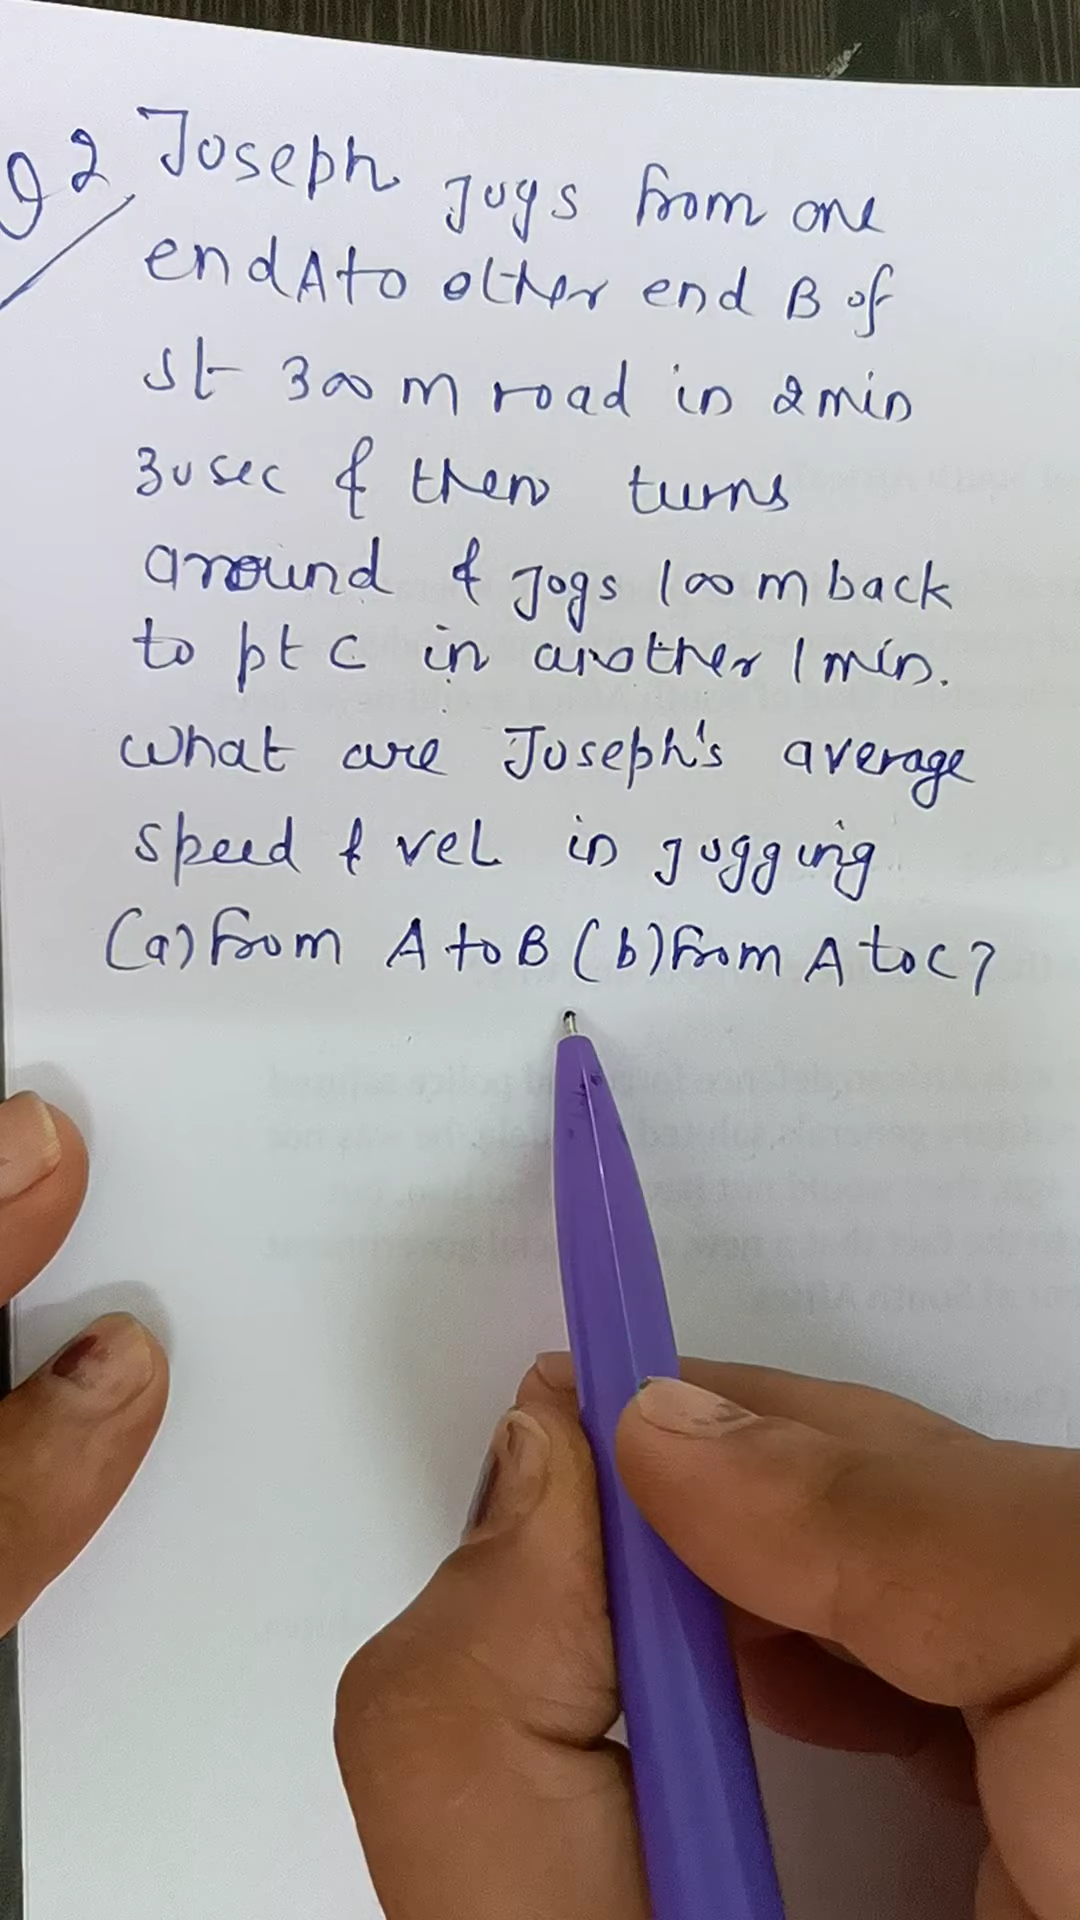 Q2 Joseph jogs from one
end A to other end B of
st 300 m road in 2 min
30 sec & then turns
around & jogs 100 m back
to pt C in another 1 min.
what are Joseph's average
speed & vel in jogging
(a) from A to B (b) from A to C?